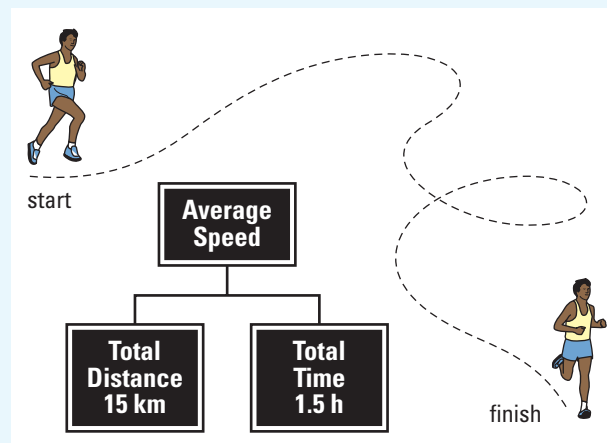 start
Average
Speed
Total
Distance
15 km
Total
Time
1.5 h
finish